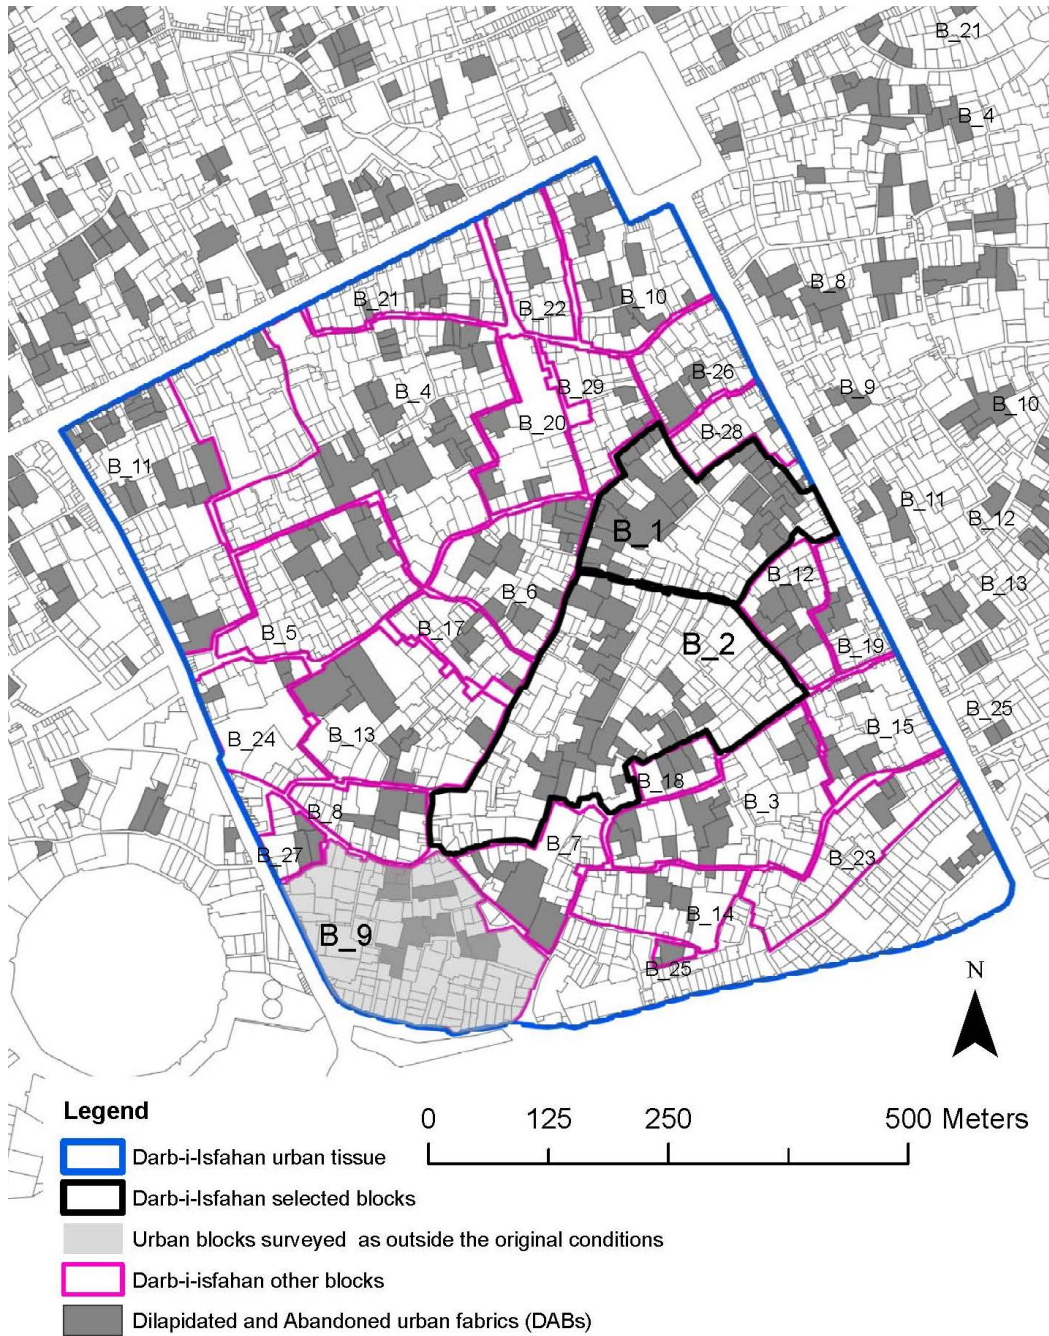 B_21
B_4
B_8
B_21
B_22
B_10
B-26
B_29
B_4
B_9
B_10
B_20
B-28
B_11
B_11
B_12
B_1
B_12
B_13
B_6
B_5
B_17
B_2
B_19
B_25
B_15
B_24
B_13
B_18
B_3
B_8
B_7
B_27
B_23
B_14
B_9
B_25
N
Legend
0 125 250 500 Meters
Darb-i-Isfahan urban tissue
Darb-i-Isfahan selected blocks
Urban blocks surveyed as outside the original conditions
Darb-i-isfahan other blocks
Dilapidated and Abandoned urban fabrics (DABs)